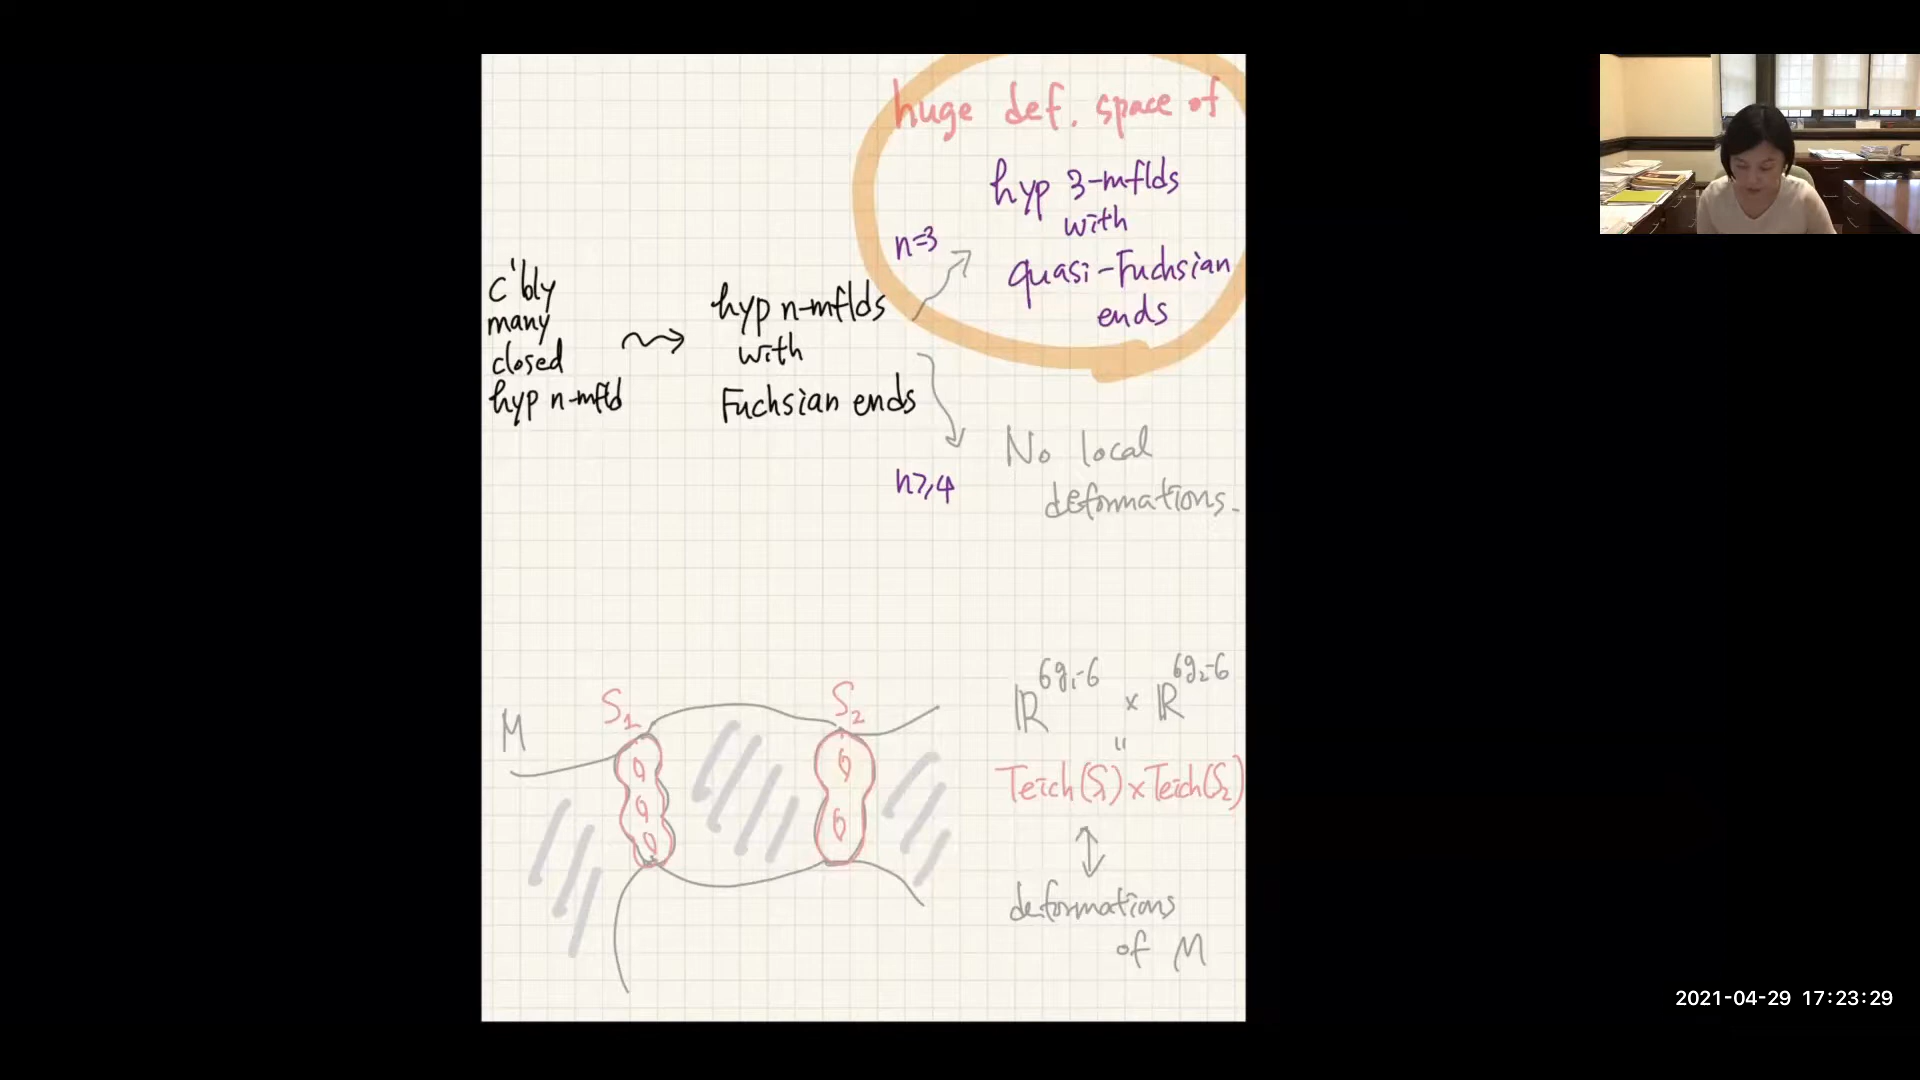 huge def. space of
hyp 3-mflds
with
quasi-Fuchsian
ends
n=3
c'bly
many
closed
hyp n-mfld
hyp n-mflds
with
Fuchsian ends
No local
deformations.
n≥4
M
S₁
S₂
ℝ^{6g₁-6} × ℝ^{6g₂-6}
"
Teich(S₁) × Teich(S₂)
deformations
of M
2021-04-29 17:23:29